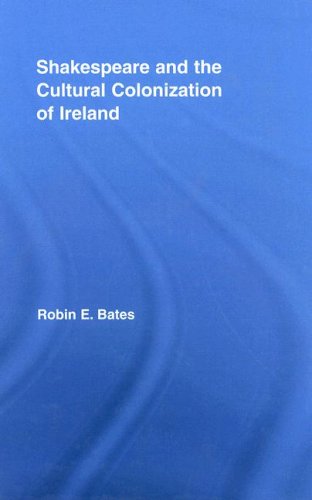 Shakespeare and the
Cultural Colonization
of Ireland
Robin E. Bates